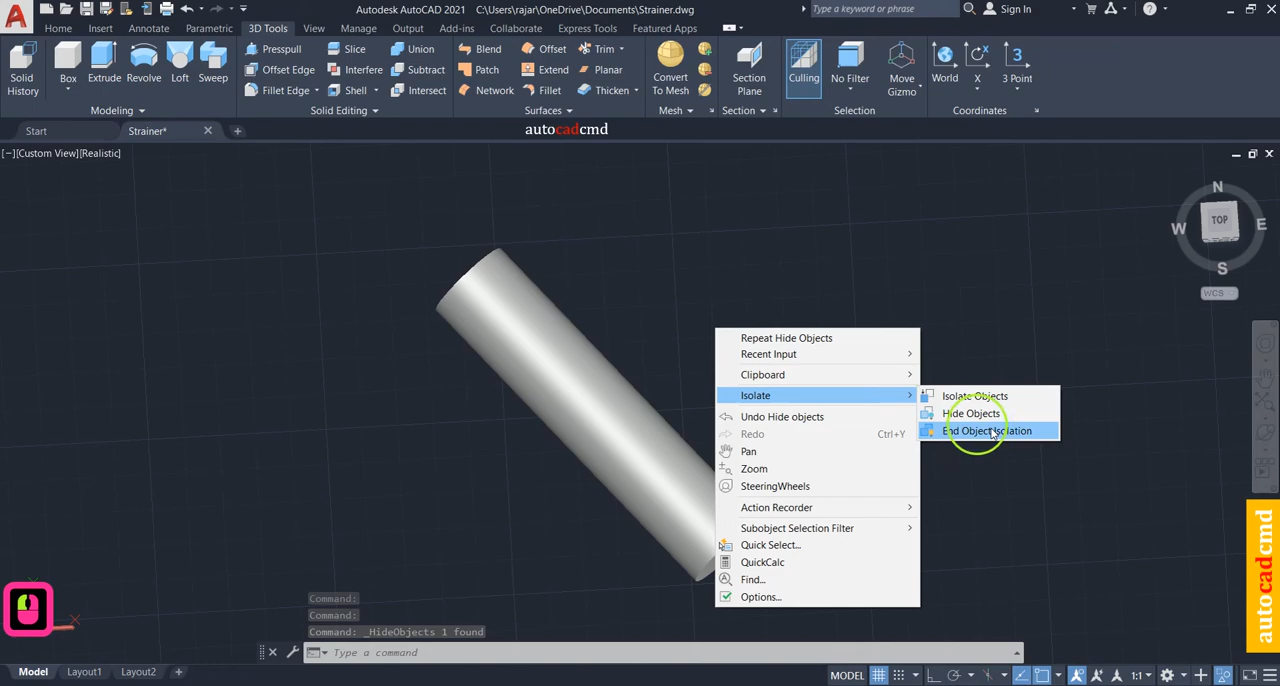 Autodesk AutoCAD 2021 C:\Users\rajar\OneDrive\Documents\Strainer.dwg
Type a keyword or phrase
Sign In
Home Insert Annotate Parametric 3D Tools View Manage Output Add-ins Collaborate Express Tools Featured Apps
Solid History
Box
Extrude
Revolve
Loft
Sweep
Presspull
Offset Edge
Fillet Edge
Slice
Interfere
Shell
Union
Subtract
Intersect
Blend
Patch
Network
Offset
Extend
Fillet
Trim
Planar
Thicken
Convert To Mesh
Section Plane
Culling
No Filter
Move Gizmo
World
X
3 Point
Modeling
Solid Editing
Surfaces
Mesh
Section
Selection
Coordinates
Start
Strainer*
autocadcmd
[−][Custom View][Realistic]
N
W
TOP
E
S
WCS
Repeat Hide Objects
Recent Input
Clipboard
Isolate
Undo Hide objects
Redo Ctrl+Y
Pan
Zoom
SteeringWheels
Action Recorder
Subobject Selection Filter
Quick Select...
QuickCalc
Find...
Options...
Isolate Objects
Hide Objects
End Object Isolation
Command:
Command:
Command: _HideObjects 1 found
Type a command
autocadcmd
Model Layout1 Layout2
MODEL
1:1